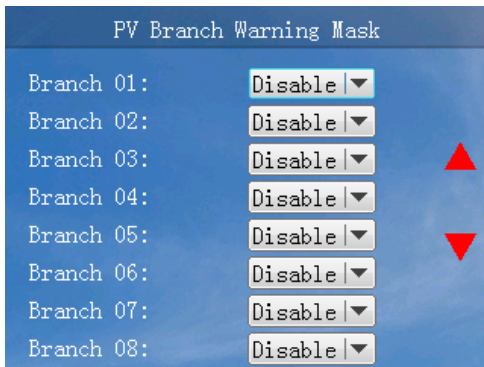 PV Branch Warning Mask
Branch 01: Disable
Branch 02: Disable
Branch 03: Disable
Branch 04: Disable
Branch 05: Disable
Branch 06: Disable
Branch 07: Disable
Branch 08: Disable